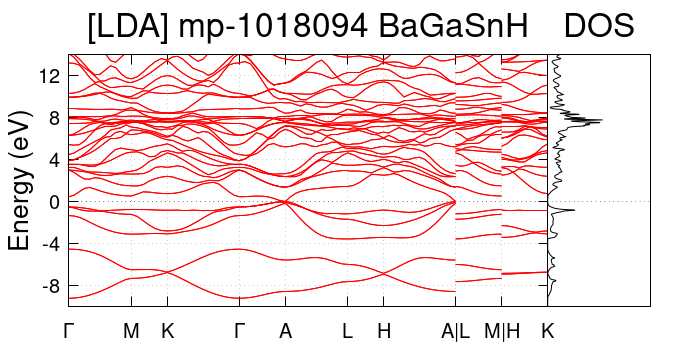 [LDA] mp-1018094 BaGaSnH DOS
Energy (eV)
12
8
4
0
-4
-8
Γ M K Γ A L H A|L M|H K